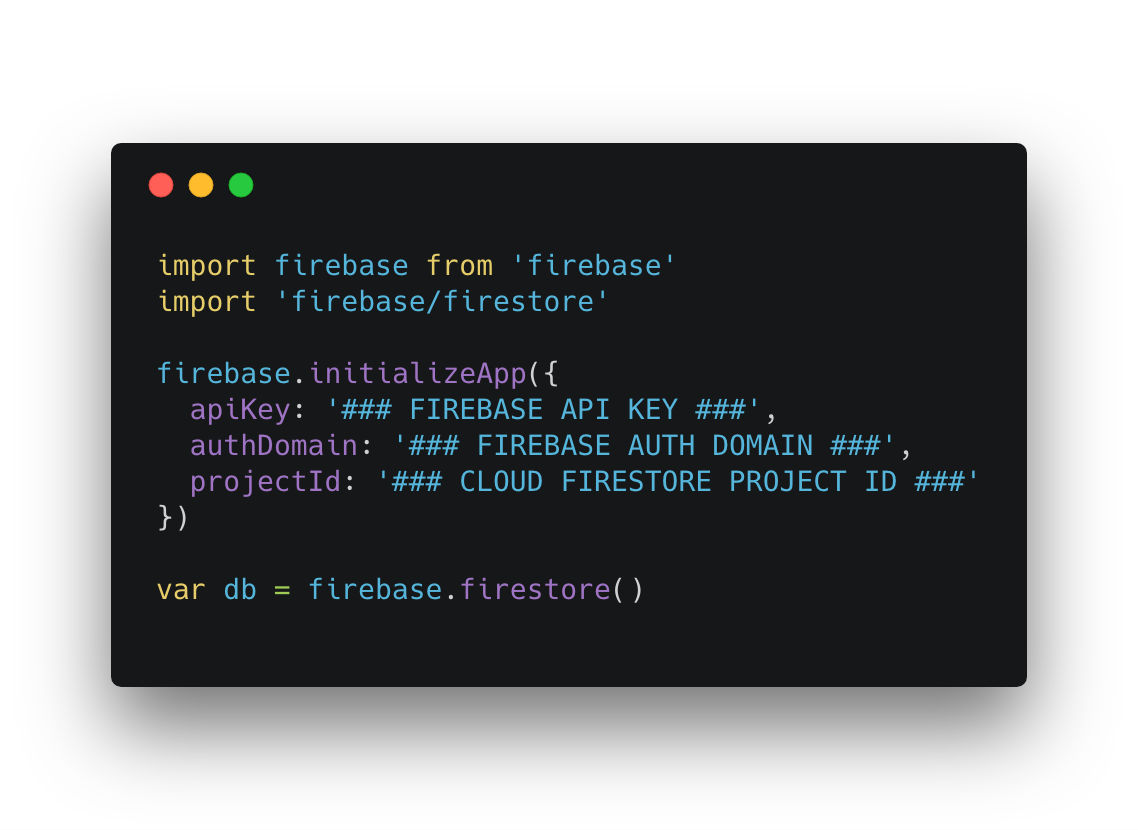 import firebase from 'firebase'
import 'firebase/firestore'
firebase.initializeApp({
  apiKey: '### FIREBASE API KEY ###',
  authDomain: '### FIREBASE AUTH DOMAIN ###',
  projectId: '### CLOUD FIRESTORE PROJECT ID ###'
})
var db = firebase.firestore()